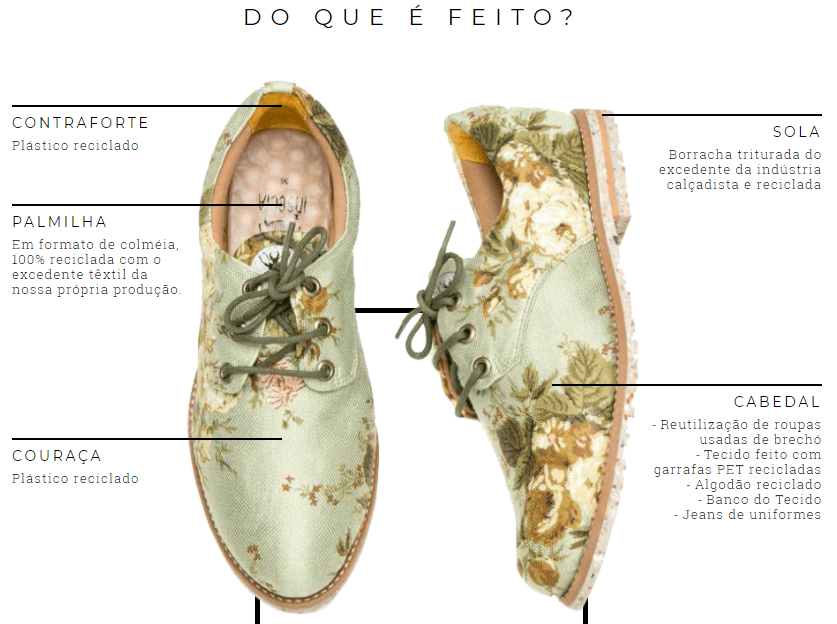 DO QUE É FEITO?
CONTRAFORTE
Plástico reciclado
PALMILHA
Em formato de colméia,
100% reciclada com o
excedente têxtil da
nossa própria produção.
COURAÇA
Plástico reciclado
SOLA
Borracha triturada do
excedente da indústria
calçadista e reciclada
CABEDAL
- Reutilização de roupas
usadas de brechó
- Tecido feito com
garrafas PET recicladas
- Algodão reciclado
- Banco do Tecido
- Jeans de uniformes
insecta
36